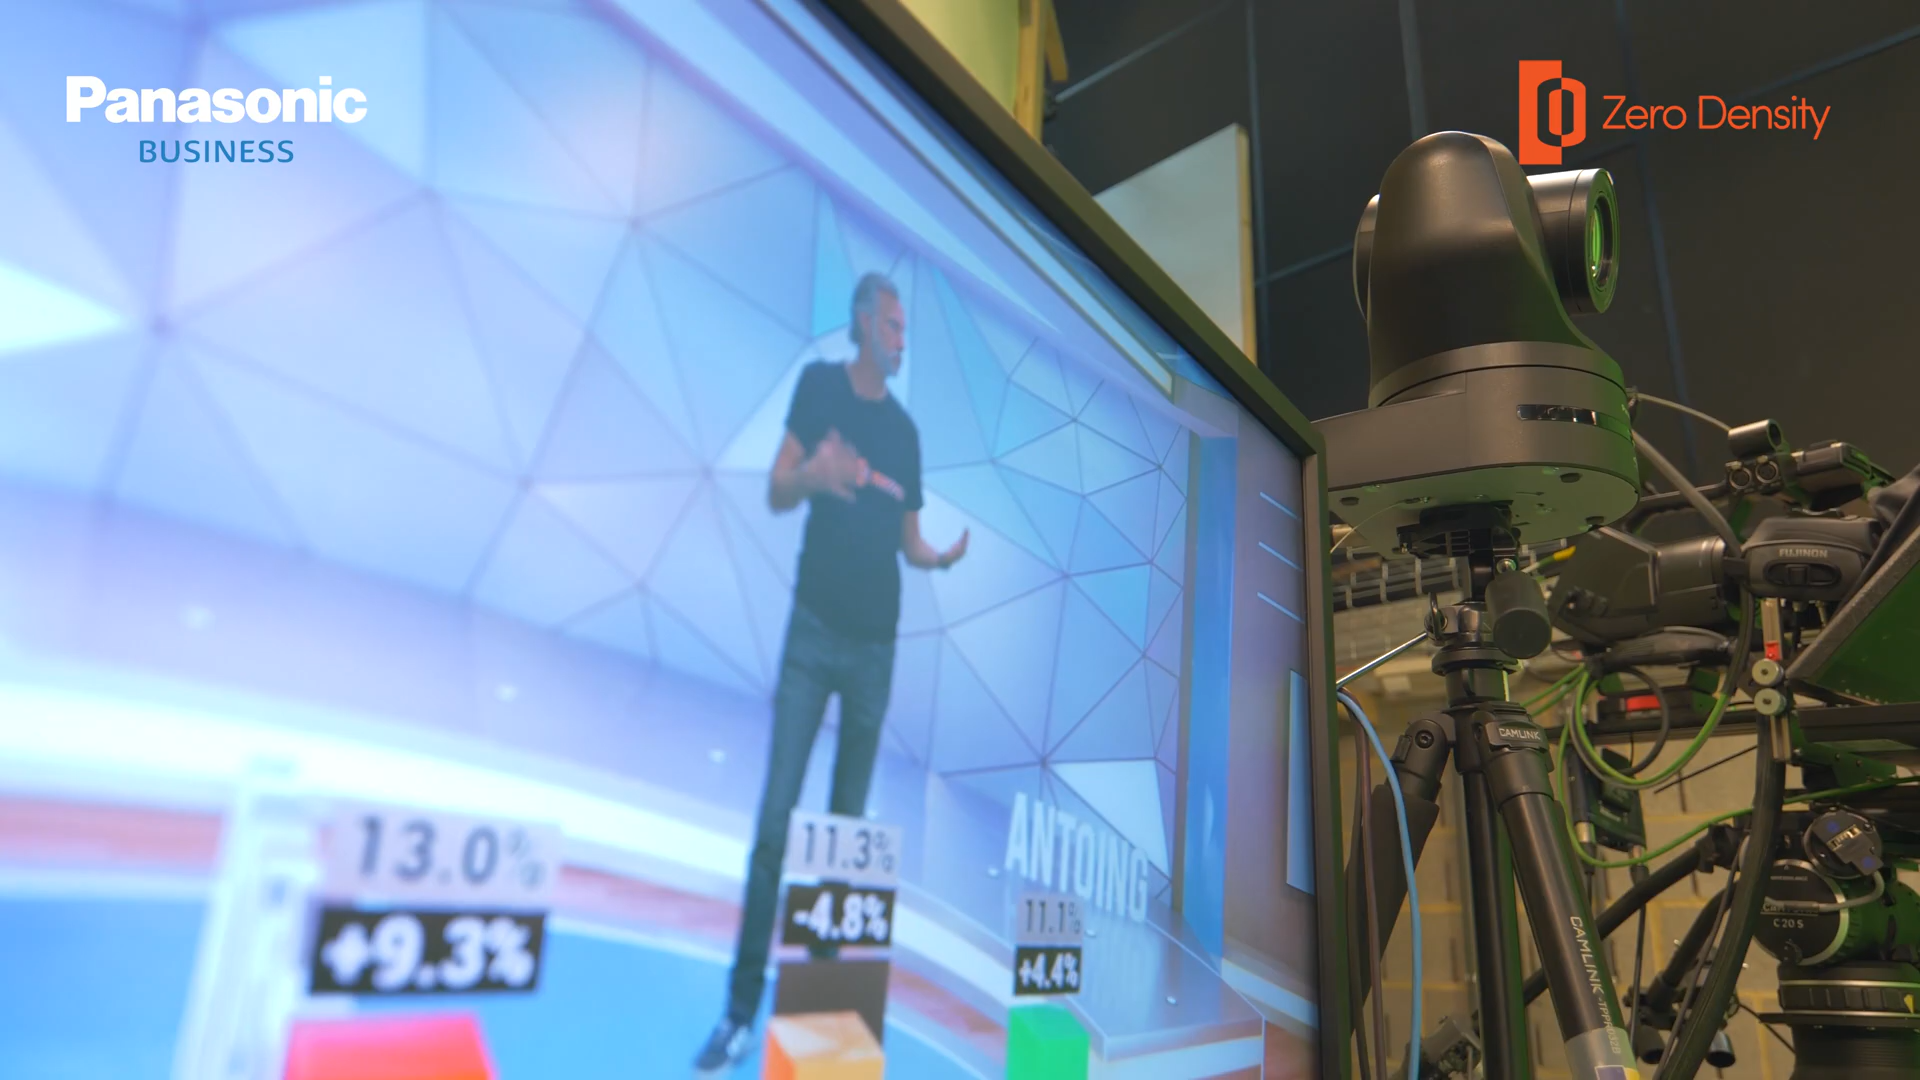 Panasonic
BUSINESS
Zero Density
FUJINON
CAMLINK
13.0%
+9.3%
11.3%
-4.8%
11.1%
+4.4%
ANTOING
CAMLINK
C20S